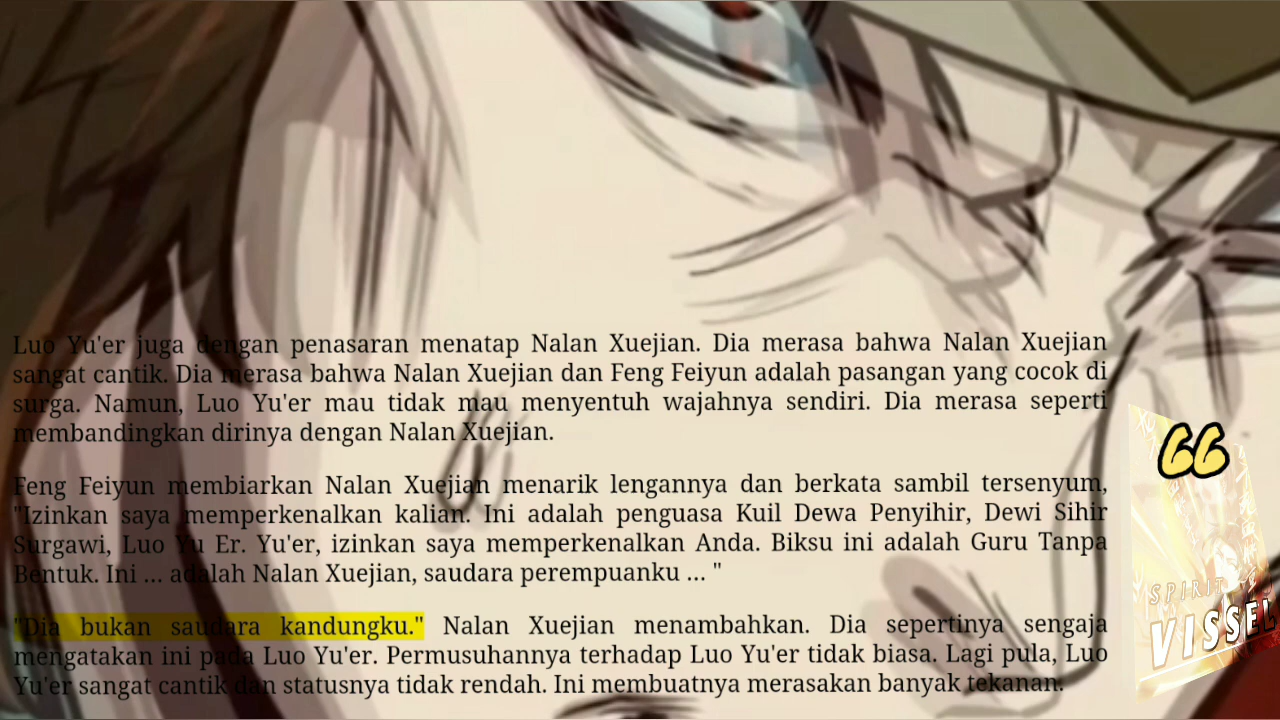 Luo Yu'er juga dengan penasaran menatap Nalan Xuejian. Dia merasa bahwa Nalan Xuejian
sangat cantik. Dia merasa bahwa Nalan Xuejian dan Feng Feiyun adalah pasangan yang cocok di
surga. Namun, Luo Yu'er mau tidak mau menyentuh wajahnya sendiri. Dia merasa seperti
membandingkan dirinya dengan Nalan Xuejian.
Feng Feiyun membiarkan Nalan Xuejian menarik lengannya dan berkata sambil tersenyum,
"Izinkan saya memperkenalkan kalian. Ini adalah penguasa Kuil Dewa Penyihir, Dewi Sihir
Surgawi, Luo Yu Er. Yu'er, izinkan saya memperkenalkan Anda. Biksu ini adalah Guru Tanpa
Bentuk. Ini ... adalah Nalan Xuejian, saudara perempuanku ... "
"Dia bukan saudara kandungku." Nalan Xuejian menambahkan. Dia sepertinya sengaja
mengatakan ini pada Luo Yu'er. Permusuhannya terhadap Luo Yu'er tidak biasa. Lagi pula, Luo
Yu'er sangat cantik dan statusnya tidak rendah. Ini membuatnya merasakan banyak tekanan.
66
SPIRIT
VISSEL